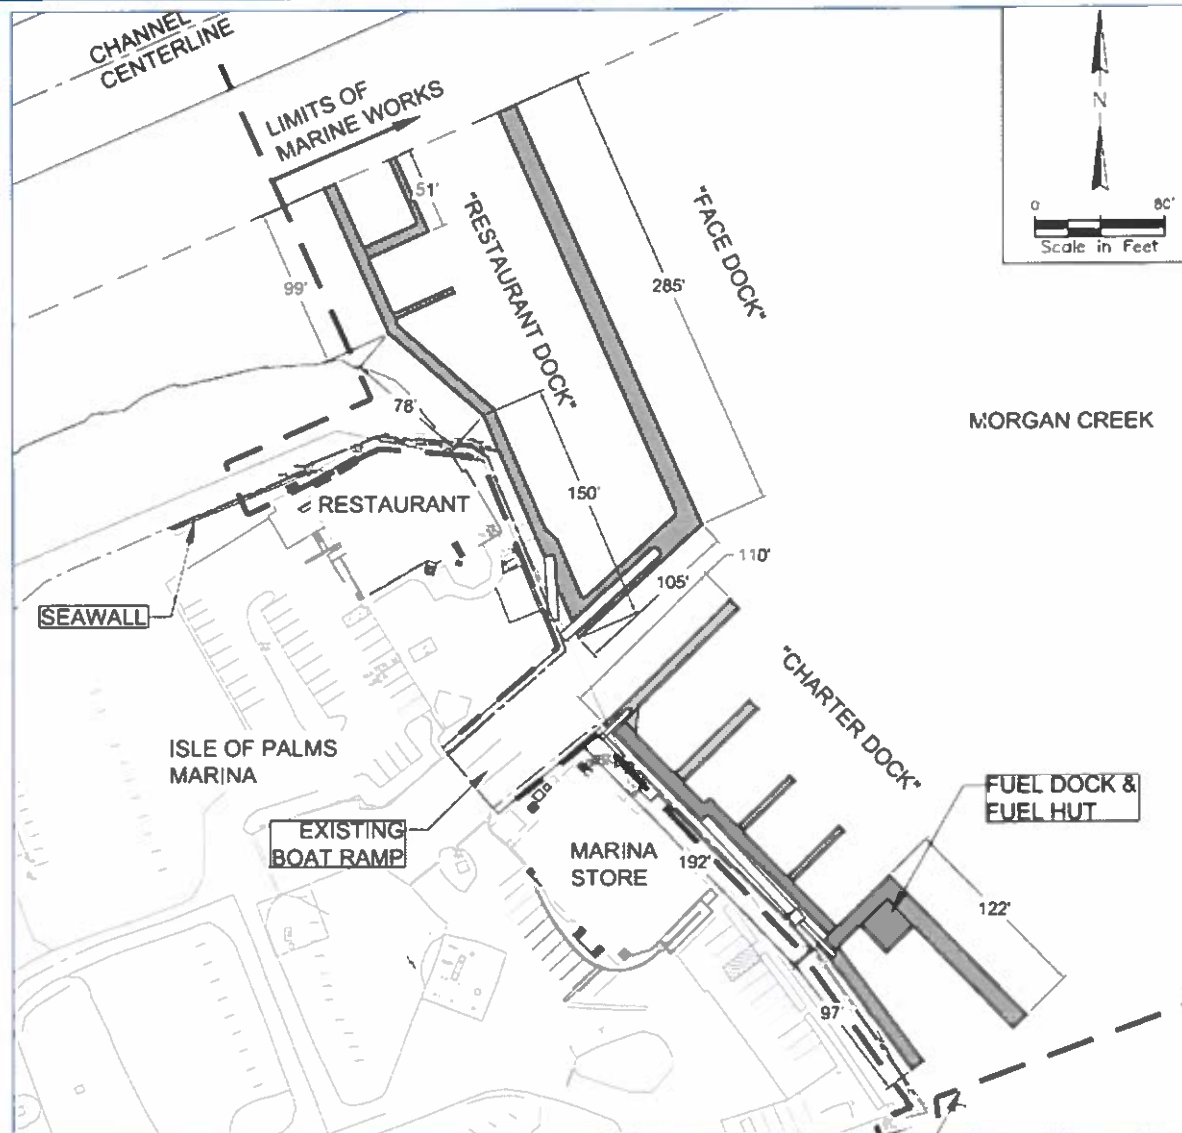 CHANNEL
CENTERLINE
LIMITS OF
MARINE WORKS
N
0 80'
Scale in Feet
51'
"RESTAURANT DOCK"
"FACE DOCK"
99'
285'
78'
MORGAN CREEK
150'
RESTAURANT
110'
105'
SEAWALL
"CHARTER DOCK"
ISLE OF PALMS
MARINA
FUEL DOCK &
FUEL HUT
EXISTING
BOAT RAMP
MARINA
STORE
192'
122'
97'